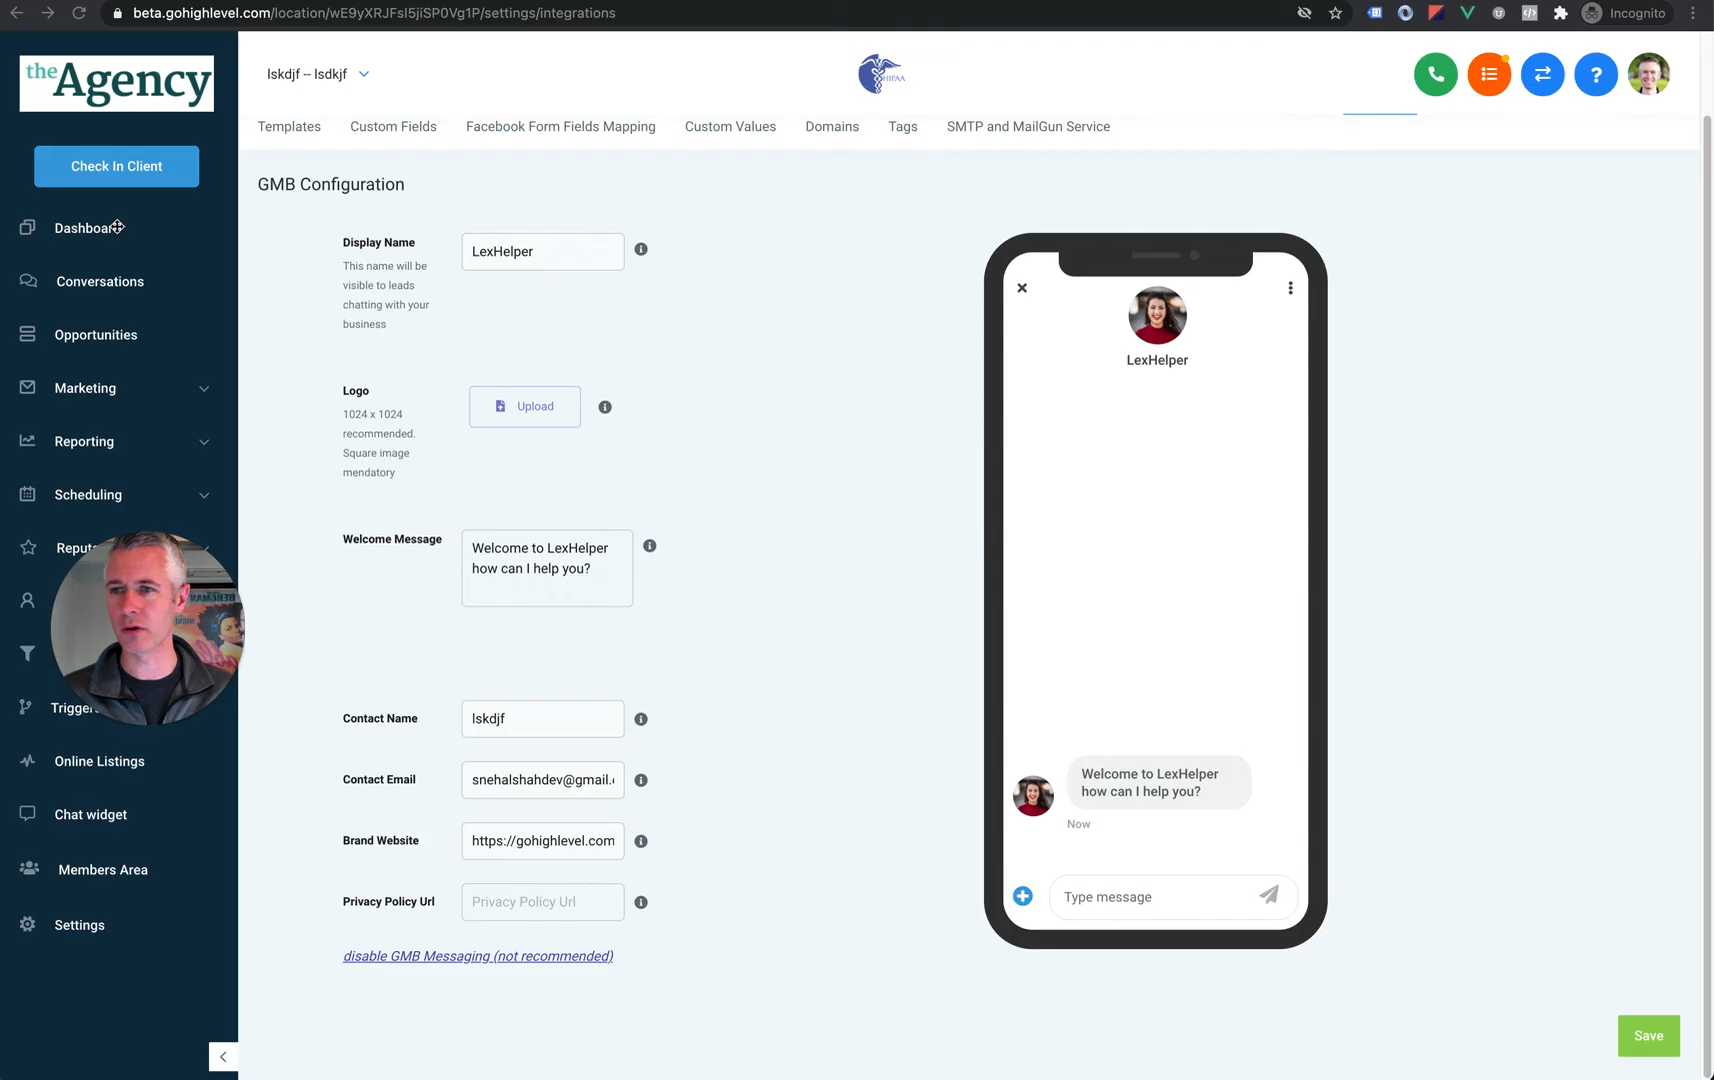 beta.gohighlevel.com/location/wE9yXRJFsI5jiSP0Vg1P/settings/integrations
Incognito
the Agency
lskdjf -- lsdkjf
HIPAA
Check In Client
Templates
Custom Fields
Facebook Form Fields Mapping
Custom Values
Domains
Tags
SMTP and MailGun Service
Dashboard
Conversations
Opportunities
Marketing
Reporting
Scheduling
Triggers
Online Listings
Chat widget
Members Area
Settings
BERGMAN
GMB Configuration
Display Name
LexHelper
This name will be
visible to leads
chatting with your
business
Logo
1024 x 1024
recommended.
Square image
mendatory
Upload
Welcome Message
Welcome to LexHelper
how can I help you?
Contact Name
lskdjf
Contact Email
snehalshahdev@gmail.
Brand Website
https://gohighlevel.com
Privacy Policy Url
Privacy Policy Url
disable GMB Messaging (not recommended)
LexHelper
Welcome to LexHelper
how can I help you?
Now
Type message
Save